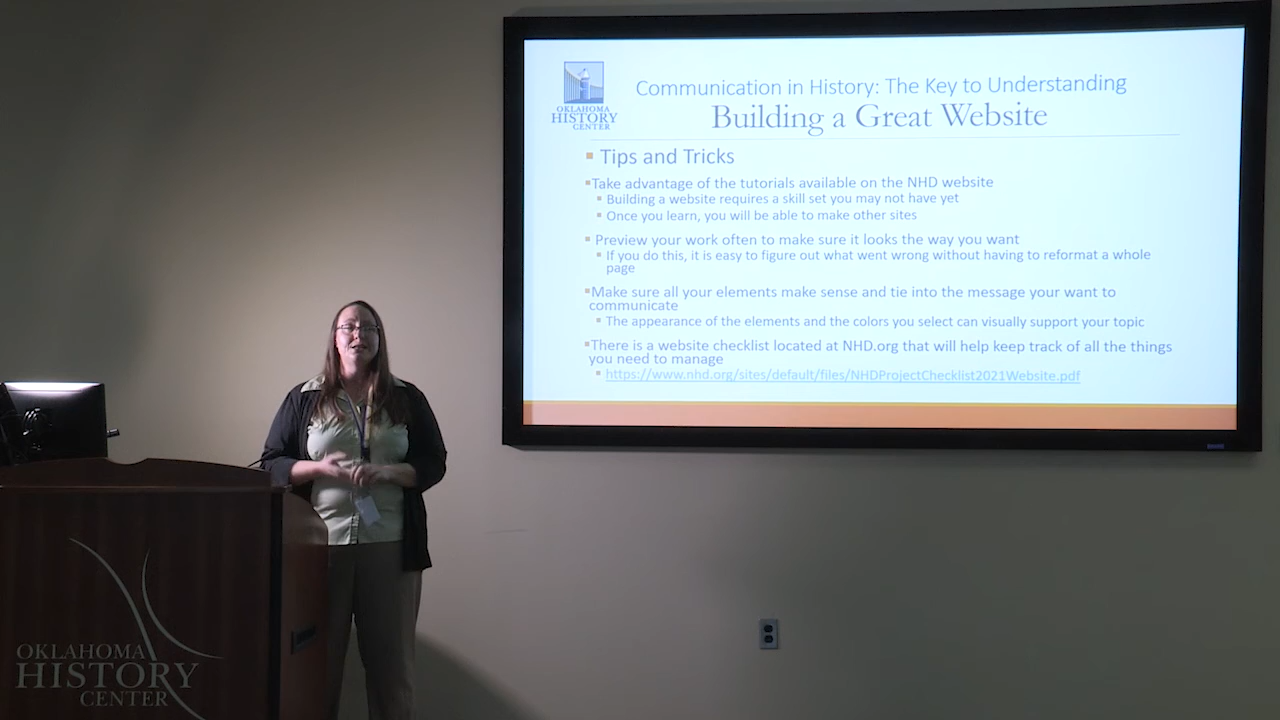 OKLAHOMA
HISTORY
CENTER
Communication in History: The Key to Understanding
Building a Great Website
Tips and Tricks
Take advantage of the tutorials available on the NHD website
Building a website requires a skill set you may not have yet
Once you learn, you will be able to make other sites
Preview your work often to make sure it looks the way you want
If you do this, it is easy to figure out what went wrong without having to reformat a whole
page
Make sure all your elements make sense and tie into the message your want to
communicate
The appearance of the elements and the colors you select can visually support your topic
There is a website checklist located at NHD.org that will help keep track of all the things
you need to manage
https://www.nhd.org/sites/default/files/NHDProjectChecklist2021Website.pdf
OKLAHOMA
HISTORY
CENTER